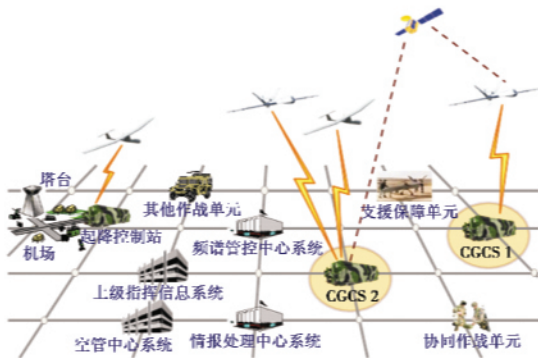 塔台
机场
起降控制站
其他作战单元
支援保障单元
频谱管控中心系统
CGCS 1
上级指挥信息系统
CGCS 2
空管中心系统
情报处理中心系统
协同作战单元